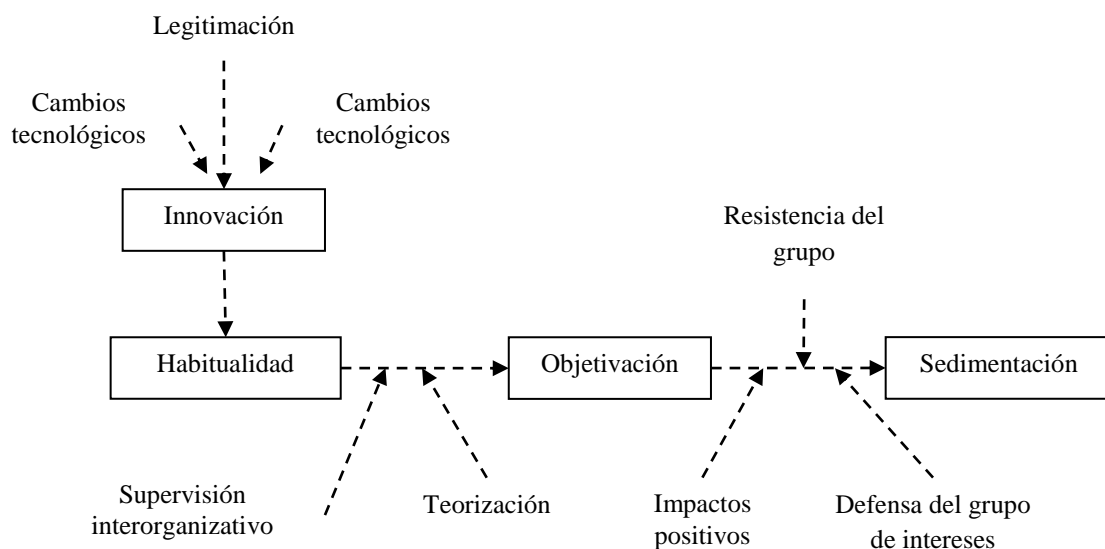 Legitimación
Cambios
tecnológicos
Cambios
tecnológicos
Innovación
Resistencia del
grupo
Habitualidad
Objetivación
Sedimentación
Supervisión
interorganizativo
Teorización
Impactos
positivos
Defensa del grupo
de intereses